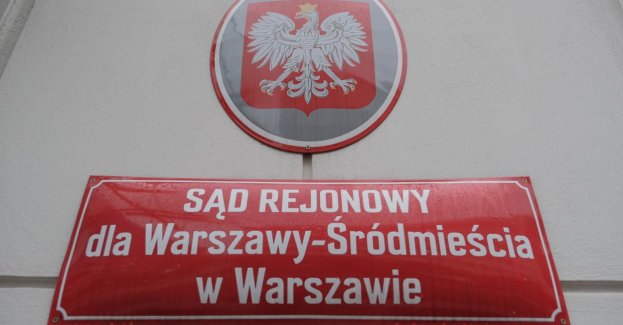 SĄD REJONOWY
dla Warszawy-Śródmieścia
w Warszawie